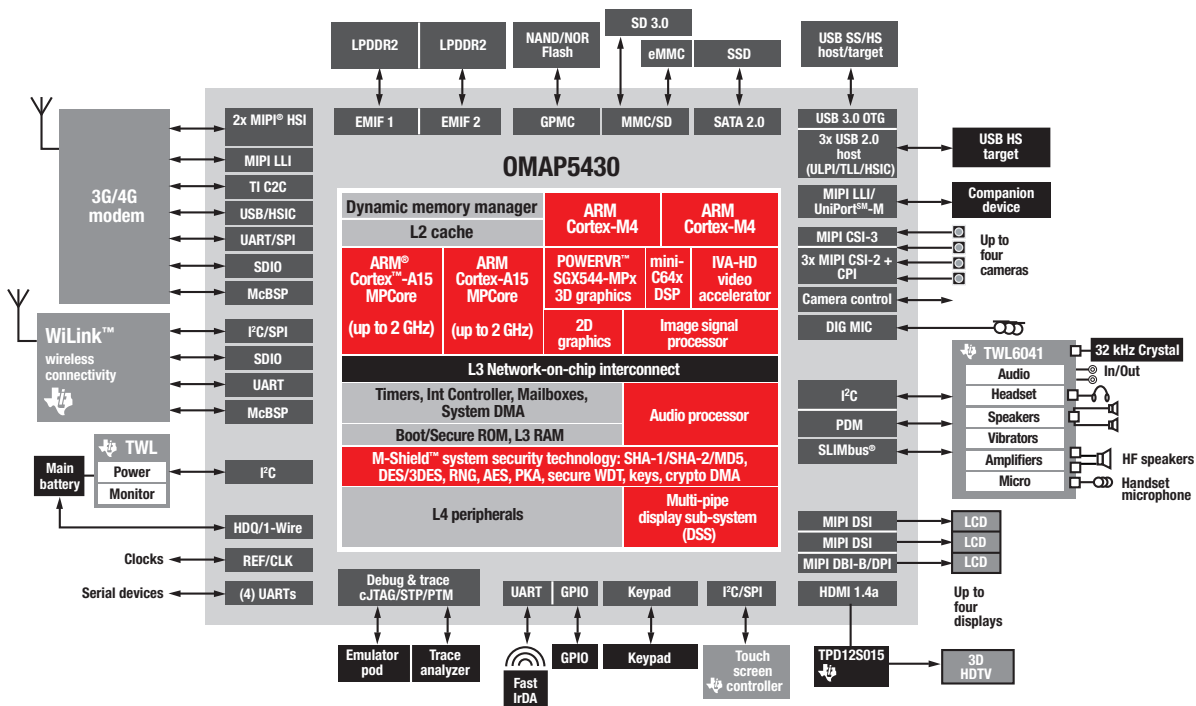 LPDDR2
LPDDR2
NAND/NOR
Flash
SD 3.0
eMMC
SSD
USB SS/HS
host/target
EMIF 1
EMIF 2
GPMC
MMC/SD
SATA 2.0
USB 3.0 OTG
3G/4G
modem
2x MIPI® HSI
MIPI LLI
TI C2C
USB/HSIC
UART/SPI
SDIO
McBSP
WiLink™
wireless
connectivity
I²C/SPI
SDIO
UART
McBSP
TWL
Power
Monitor
Main
battery
I²C
HDQ/1-Wire
Clocks
REF/CLK
Serial devices
(4) UARTs
OMAP5430
Dynamic memory manager
L2 cache
ARM
Cortex-M4
ARM
Cortex-M4
ARM®
Cortex™-A15
MPCore
(up to 2 GHz)
ARM
Cortex-A15
MPCore
(up to 2 GHz)
POWERVR™
SGX544-MPx
3D graphics
mini-
C64x
DSP
IVA-HD
video
accelerator
2D
graphics
Image signal
processor
L3 Network-on-chip interconnect
Timers, Int Controller, Mailboxes,
System DMA
Boot/Secure ROM, L3 RAM
Audio processor
M-Shield™ system security technology: SHA-1/SHA-2/MD5,
DES/3DES, RNG, AES, PKA, secure WDT, keys, crypto DMA
L4 peripherals
Multi-pipe
display sub-system
(DSS)
3x USB 2.0
host
(ULPI/TLL/HSIC)
USB HS
target
MIPI LLI/
UniPort℠-M
Companion
device
MIPI CSI-3
3x MIPI CSI-2 +
CPI
Up to
four
cameras
Camera control
DIG MIC
I²C
PDM
SLIMbus®
TWL6041
32 kHz Crystal
Audio
In/Out
Headset
Speakers
Vibrators
Amplifiers
HF speakers
Micro
Handset
microphone
MIPI DSI
LCD
MIPI DSI
LCD
MIPI DBI-B/DPI
LCD
HDMI 1.4a
Up to
four
displays
TPD12S015
3D
HDTV
Debug & trace
cJTAG/STP/PTM
UART
GPIO
Keypad
I²C/SPI
Emulator
pod
Trace
analyzer
Fast
IrDA
GPIO
Keypad
Touch
screen
controller